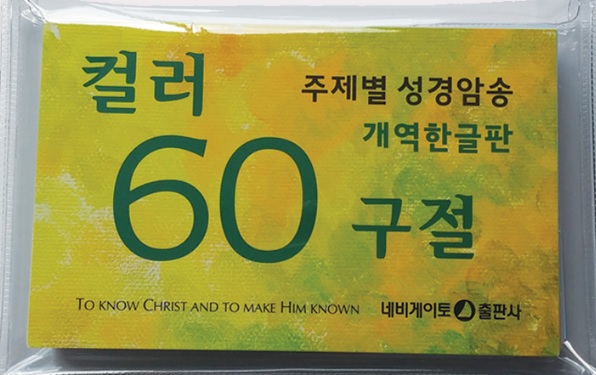 컬러
주제별 성경암송
개역한글판
60 구절
TO KNOW CHRIST AND TO MAKE HIM KNOWN
네비게이토 출판사